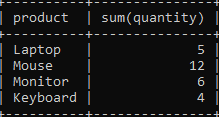 product | sum(quantity)
Laptop | 5
Mouse | 12
Monitor | 6
Keyboard | 4